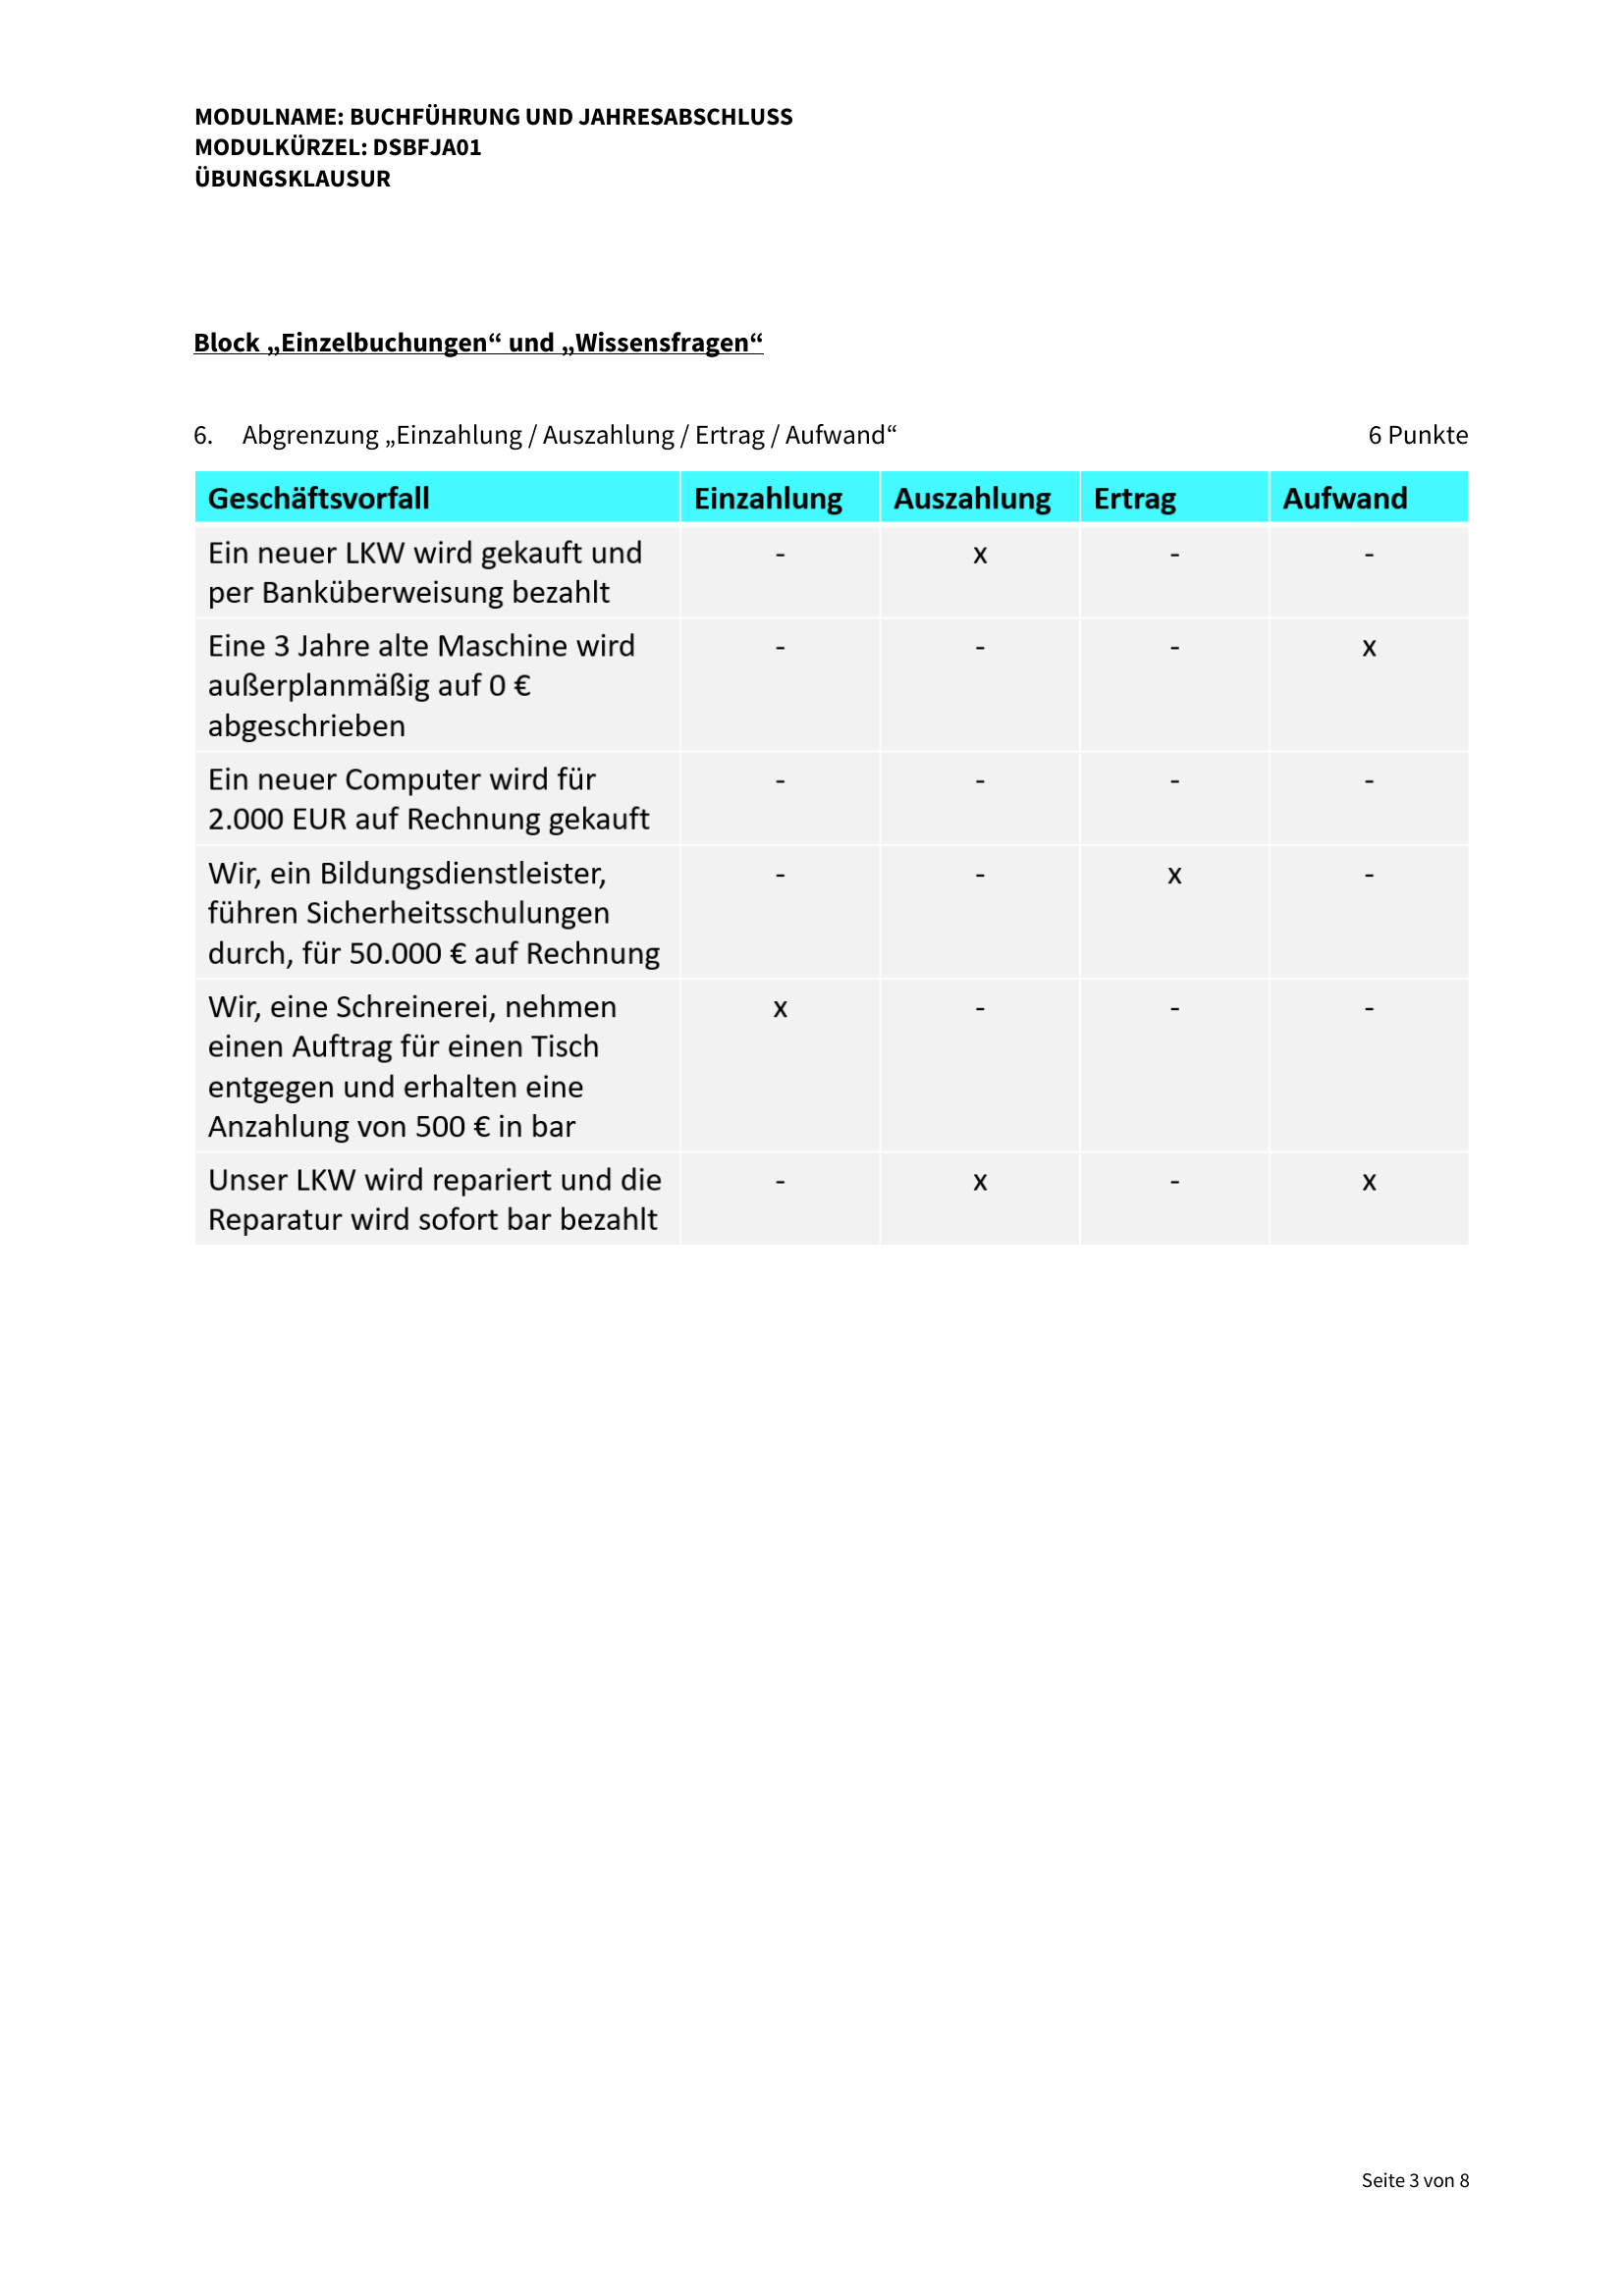 MODULNAME: BUCHFÜHRUNG UND JAHRESABSCHLUSS
MODULKÜRZEL: DSBFJA01
ÜBUNGSKLAUSUR
Block „Einzelbuchungen“ und „Wissensfragen“
6. Abgrenzung „Einzahlung / Auszahlung / Ertrag / Aufwand“ 6 Punkte
Geschäftsvorfall Einzahlung Auszahlung Ertrag Aufwand
Ein neuer LKW wird gekauft und - x - -
per Banküberweisung bezahlt
Eine 3 Jahre alte Maschine wird - - - x
außerplanmäßig auf 0 €
abgeschrieben
Ein neuer Computer wird für - - - -
2.000 EUR auf Rechnung gekauft
Wir, ein Bildungsdienstleister, - - x -
führen Sicherheitsschulungen
durch, für 50.000 € auf Rechnung
Wir, eine Schreinerei, nehmen x - - -
einen Auftrag für einen Tisch
entgegen und erhalten eine
Anzahlung von 500 € in bar
Unser LKW wird repariert und die - x - x
Reparatur wird sofort bar bezahlt
Seite 3 von 8